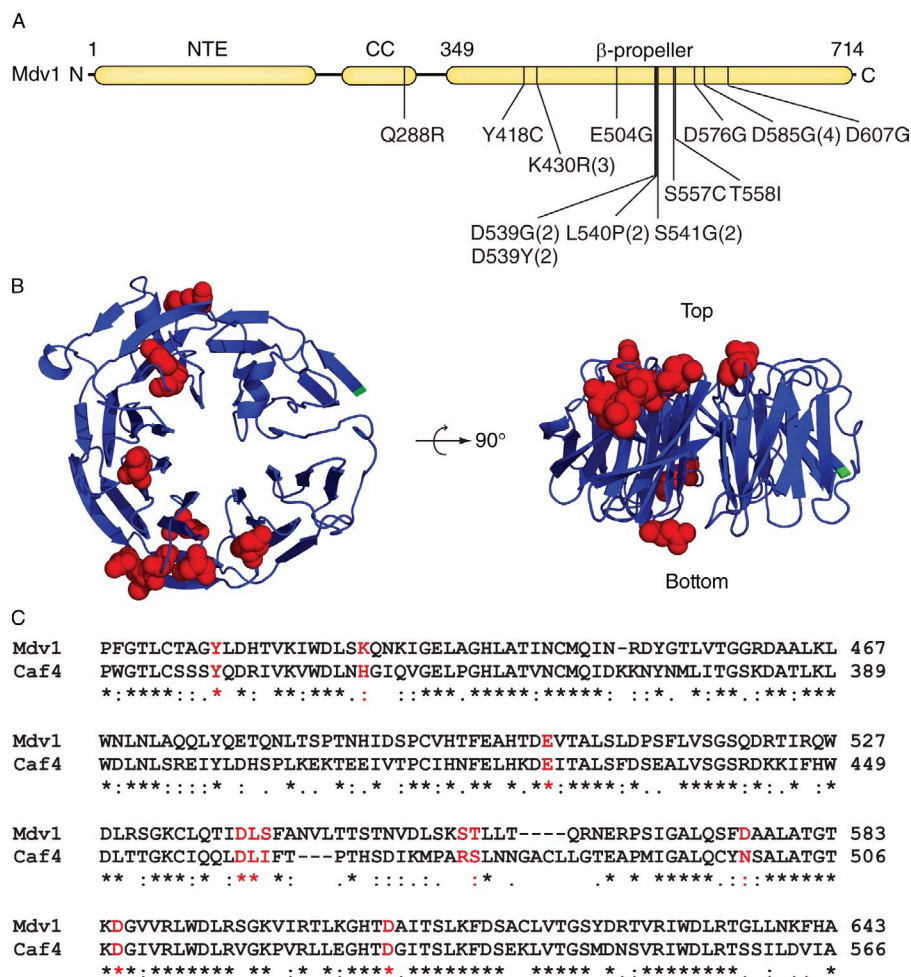 A
1 NTE CC 349 β-propeller 714
Mdv1 N C
Q288R Y418C E504G D576G D585G(4) D607G
K430R(3)
S557C T558I
D539G(2) L540P(2) S541G(2)
D539Y(2)
B
Top
90°
Bottom
C
Mdv1 PFGTLCTAGYLDHTVKIWDLSKQNKIGELAGHLATINCMQIN-RDYGTLVTGGRDAALKL 467
Caf4 PWGTLCSSSYQDRIVKVWDLNHGIQVGELPGHLATVNCMQIDKKNYNMLITGSKDATLKL 389
*:****:::* *: **:***.: ::***.*****:*****: ::*. *:**.:**:***
Mdv1 WNLNLAQQLYQETQNLTSPTNHIDSPCVHTFEAHTDEVTALSLDPSFLVSGSQDRTIRQW 527
Caf4 WDLNLSREIYLDHSPLKEKTEEIVTPCIHNFELHKDEITALSFDSEALVSGSRDKKIFHW 449
*:***:::* : . *.. *:.* :**:*.** *.**:****:*.. *****:*:.* :*
Mdv1 DLRSGKCLQTIDLSFANVLTTSTNVDLSKSTLLT----QRNERPSIGALQSFDAALATGT 583
Caf4 DLTTGKCIQQLDLIFT---PTHSDIKMPARSLNNGACLLGTEAPMIGALQCYNSALATGT 506
** :***:* :** *: .* :::.:. :* . .* * *****.:::******
Mdv1 KDGVVRLWDLRSGKVIRTLKGHTDAITSLKFDSACLVTGSYDRTVRIWDLRTGLLNKFHA 643
Caf4 KDGIVRLWDLRVGKPVRLLEGHTDGITSLKFDSEKLVTGSMDNSVRIWDLRTSSILDVIA 566
***:******* ** :* *:****.******** ***** *.:********. : .. *